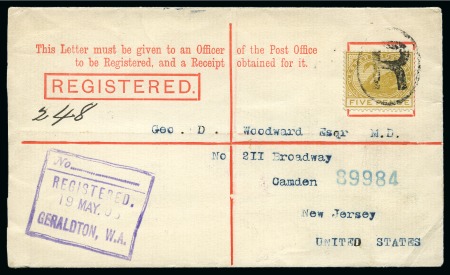 This Letter must be given to an Officer of the Post Office
to be Registered, and a Receipt obtained for it.
REGISTERED.
R
FIVE PENCE
248
Geo. D. Woodward Esqr M.D.
No 211 Broadway
Camden
89984
New Jersey
UNITED STATES
No
REGISTERED.
19 MAY.
GERALDTON, W.A.